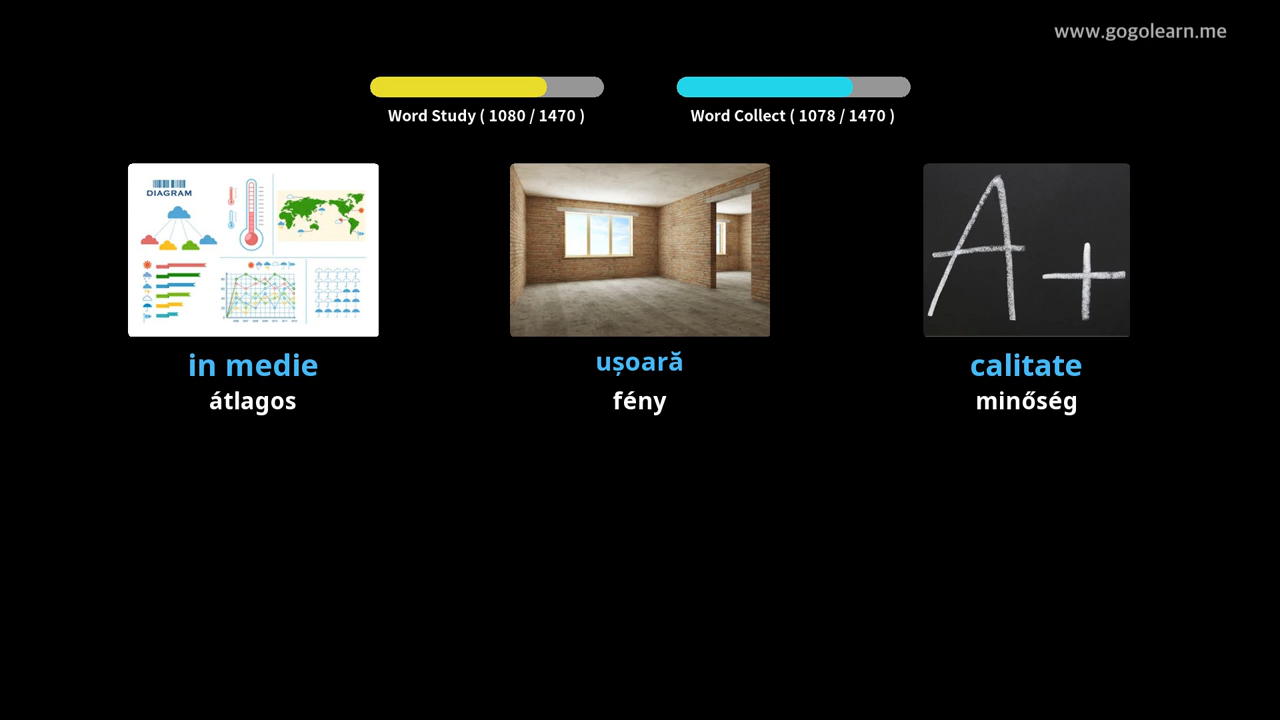 www.gogolearn.me
Word Study ( 1080 / 1470 )
Word Collect ( 1078 / 1470 )
DIAGRAM
A+
in medie
ușoară
calitate
átlagos
fény
minőség